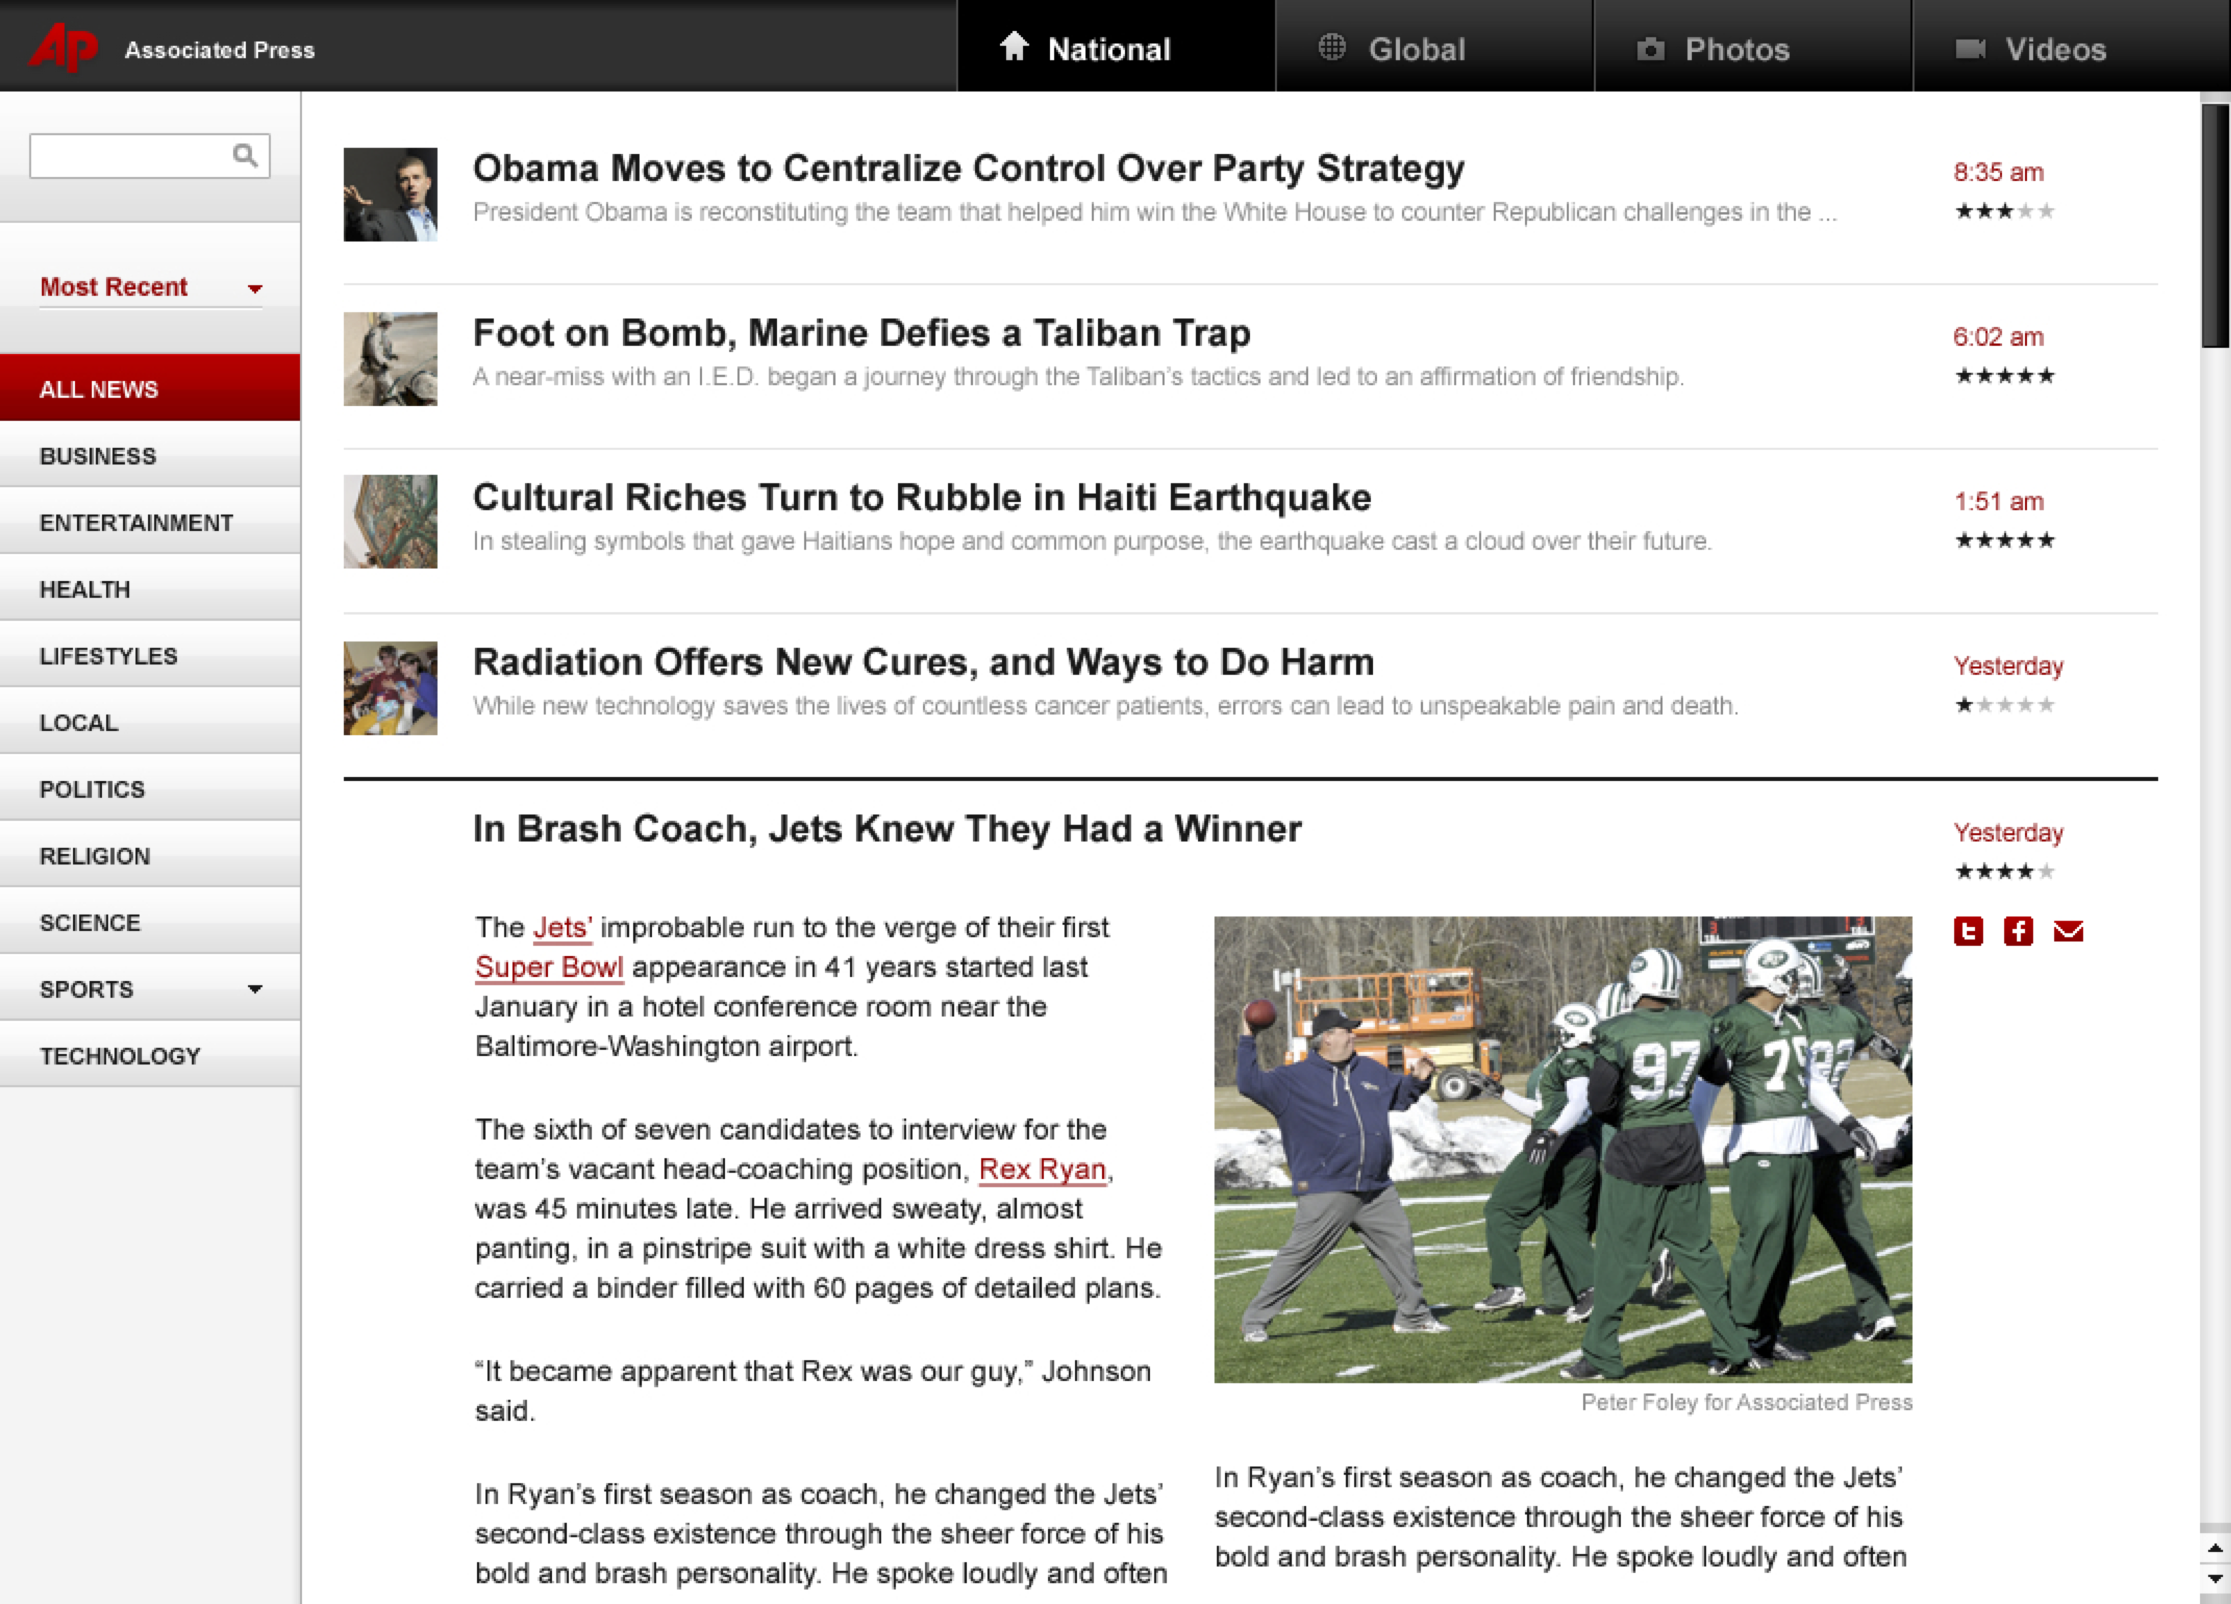 AP Associated Press
National
Global
Photos
Videos
Most Recent
ALL NEWS
BUSINESS
ENTERTAINMENT
HEALTH
LIFESTYLES
LOCAL
POLITICS
RELIGION
SCIENCE
SPORTS
TECHNOLOGY
Obama Moves to Centralize Control Over Party Strategy
8:35 am
President Obama is reconstituting the team that helped him win the White House to counter Republican challenges in the ...
Foot on Bomb, Marine Defies a Taliban Trap
6:02 am
A near-miss with an I.E.D. began a journey through the Taliban's tactics and led to an affirmation of friendship.
Cultural Riches Turn to Rubble in Haiti Earthquake
1:51 am
In stealing symbols that gave Haitians hope and common purpose, the earthquake cast a cloud over their future.
Radiation Offers New Cures, and Ways to Do Harm
Yesterday
While new technology saves the lives of countless cancer patients, errors can lead to unspeakable pain and death.
In Brash Coach, Jets Knew They Had a Winner
Yesterday
The Jets' improbable run to the verge of their first
Super Bowl appearance in 41 years started last
January in a hotel conference room near the
Baltimore-Washington airport.
The sixth of seven candidates to interview for the
team's vacant head-coaching position, Rex Ryan,
was 45 minutes late. He arrived sweaty, almost
panting, in a pinstripe suit with a white dress shirt. He
carried a binder filled with 60 pages of detailed plans.
“It became apparent that Rex was our guy,” Johnson
said.
In Ryan's first season as coach, he changed the Jets'
second-class existence through the sheer force of his
bold and brash personality. He spoke loudly and often
97
75
92
Peter Foley for Associated Press
In Ryan's first season as coach, he changed the Jets'
second-class existence through the sheer force of his
bold and brash personality. He spoke loudly and often